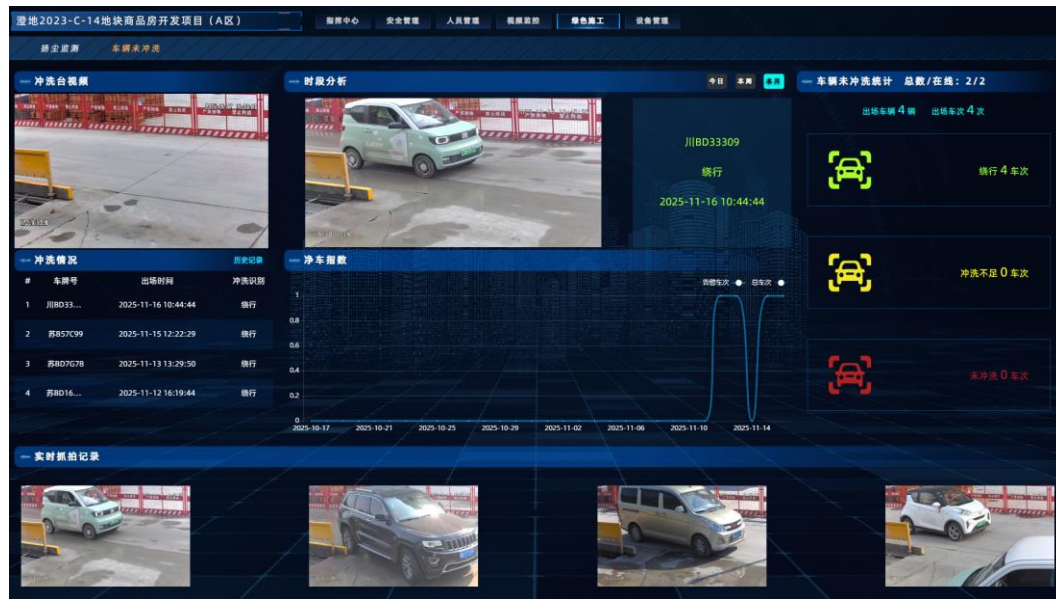 澄地2023-C-14地块商品房开发项目（A区）
指挥中心 安全管理 人员管理 视频监控 绿色施工 设备管理
扬尘监测 车辆未冲洗
冲洗台视频
时段分析
今日 本周 本月
车辆未冲洗统计 总数/在线：2/2
出场车辆4辆 出场车次4次
川BD33309
绕行
2025-11-16 10:44:44
绕行 4 车次
冲洗不足 0 车次
未冲洗 0 车次
冲洗情况 历史记录
# 车牌号 出场时间 冲洗识别
1 川BD33... 2025-11-16 10:44:44 绕行
2 苏B57C99 2025-11-15 12:22:29 绕行
3 苏BD7G78 2025-11-13 13:29:50 绕行
4 苏BD16... 2025-11-12 16:19:44 绕行
净车指数
告警车次 总车次
1
0.8
0.6
0.4
0.2
0
2025-10-17 2025-10-21 2025-10-25 2025-10-29 2025-11-02 2025-11-06 2025-11-10 2025-11-14
实时抓拍记录